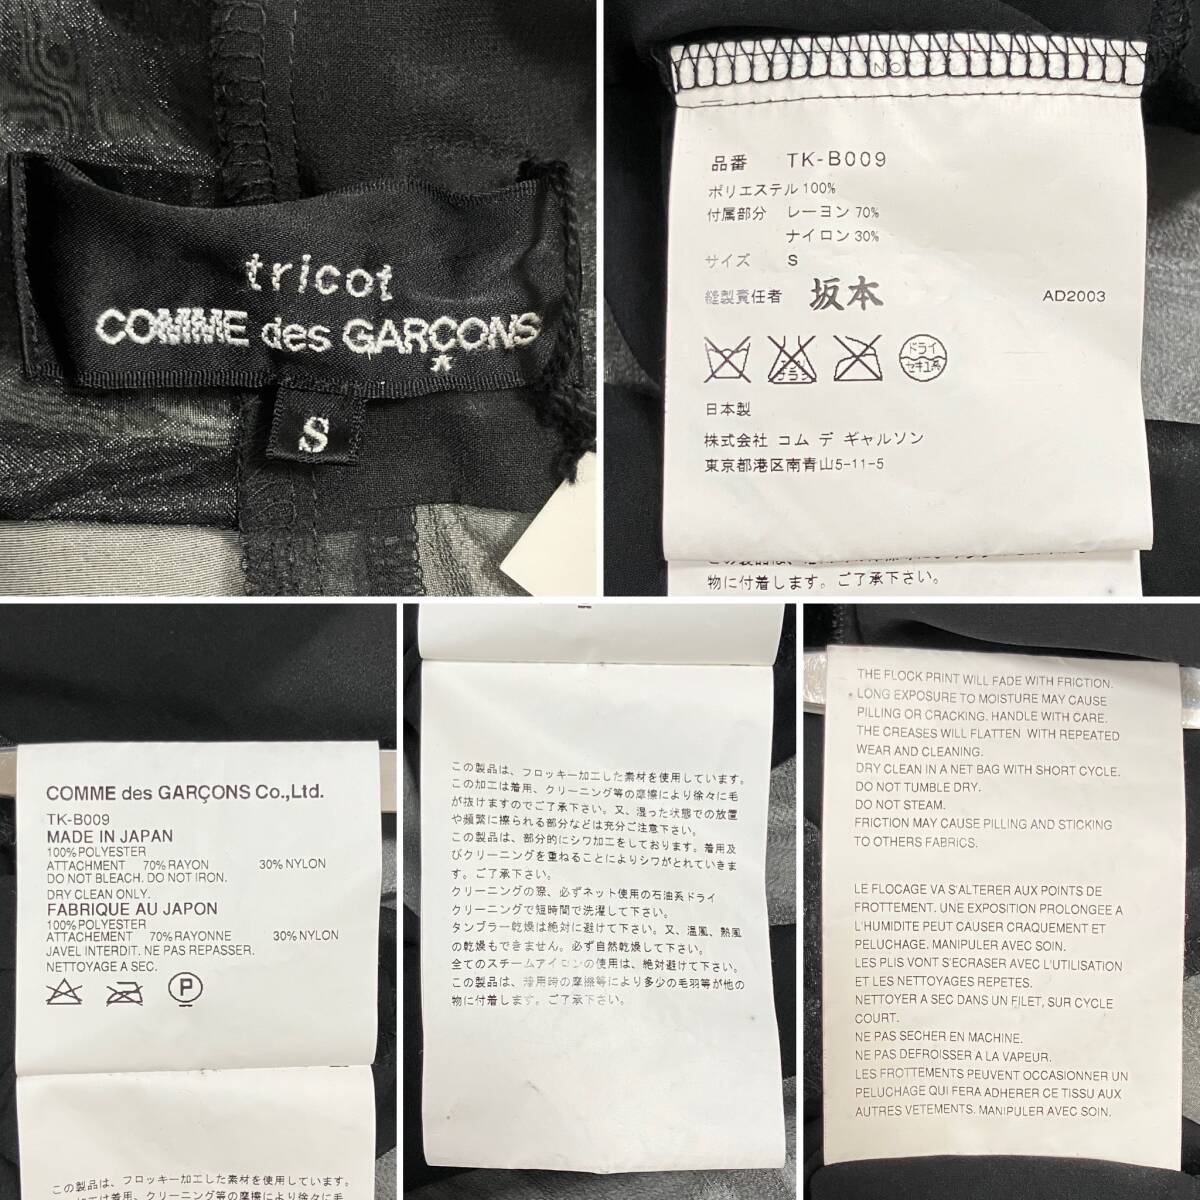 tricot
COMME des GARÇONS
*
S
NO
品番 TK-B009
ポリエステル 100%
付属部分 レーヨン 70%
ナイロン 30%
サイズ S
縫製責任者 坂本 AD2003
ブラシ
ドライ
セキユ系
日本製
株式会社 コム デ ギャルソン
東京都港区南青山5-11-5
物に付着します。ご了承下さい。
COMME des GARÇONS Co.,Ltd.
TK-B009
MADE IN JAPAN
100%POLYESTER
ATTACHMENT 70%RAYON 30%NYLON
DO NOT BLEACH. DO NOT IRON.
DRY CLEAN ONLY.
FABRIQUE AU JAPON
100%POLYESTER
ATTACHEMENT 70%RAYONNE 30%NYLON
JAVEL INTERDIT. NE PAS REPASSER.
NETTOYAGE A SEC.
P
この製品は、フロッキー加工した素材を使用しています。
この製品は、フロッキー加工した素材を使用しています。
この加工は着用、クリーニング等の摩擦により徐々に毛
が抜けますのでご了承下さい。又、湿った状態での放置
や頻繁に擦られる部分などは充分ご注意下さい。
この製品は、部分的にシワ加工をしております。着用及
びクリーニングを重ねることによりシワがとれていきま
す。ご了承下さい。
クリーニングの際、必ずネット使用の石油系ドライ
クリーニングで短時間で洗濯して下さい。
タンブラー乾燥は絶対に避けて下さい。又、温風、熱風
の乾燥もできません。必ず自然乾燥して下さい。
全てのスチームアイロンの使用は、絶対避けて下さい。
この製品は、着用時の摩擦等により多少の毛羽等が他の
物に付着します。ご了承下さい。
THE FLOCK PRINT WILL FADE WITH FRICTION.
LONG EXPOSURE TO MOISTURE MAY CAUSE
PILLING OR CRACKING. HANDLE WITH CARE.
THE CREASES WILL FLATTEN WITH REPEATED
WEAR AND CLEANING.
DRY CLEAN IN A NET BAG WITH SHORT CYCLE.
DO NOT TUMBLE DRY.
DO NOT STEAM.
FRICTION MAY CAUSE PILLING AND STICKING
TO OTHERS FABRICS.
LE FLOCAGE VA S'ALTERER AUX POINTS DE
FROTTEMENT. UNE EXPOSITION PROLONGEE A
L'HUMIDITE PEUT CAUSER CRAQUEMENT ET
PELUCHAGE. MANIPULER AVEC SOIN.
LES PLIS VONT S'ECRASER AVEC L'UTILISATION
ET LES NETTOYAGES REPETES.
NETTOYER A SEC DANS UN FILET, SUR CYCLE
COURT.
NE PAS SECHER EN MACHINE.
NE PAS DEFROISSER A LA VAPEUR.
LES FROTTEMENTS PEUVENT OCCASIONNER UN
PELUCHAGE QUI FERA ADHERER CE TISSU AUX
AUTRES VETEMENTS. MANIPULER AVEC SOIN.